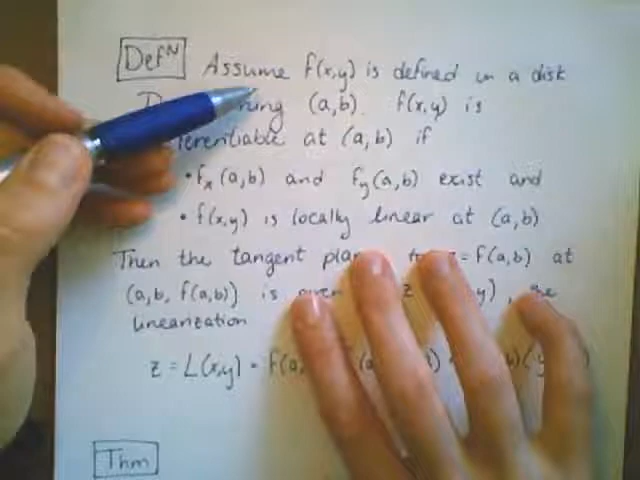 Defᴺ Assume f(x,y) is defined in a disk
D (a,b). f(x,y) is
at (a,b) if
• fx(a,b) and fy(a,b) exist and
• f(x,y) is locally linear at (a,b)
Then the tangent = f(a,b) at
(a,b, f(a,b)) is z
linearization
z = L(x,y) = f(a,
Thm